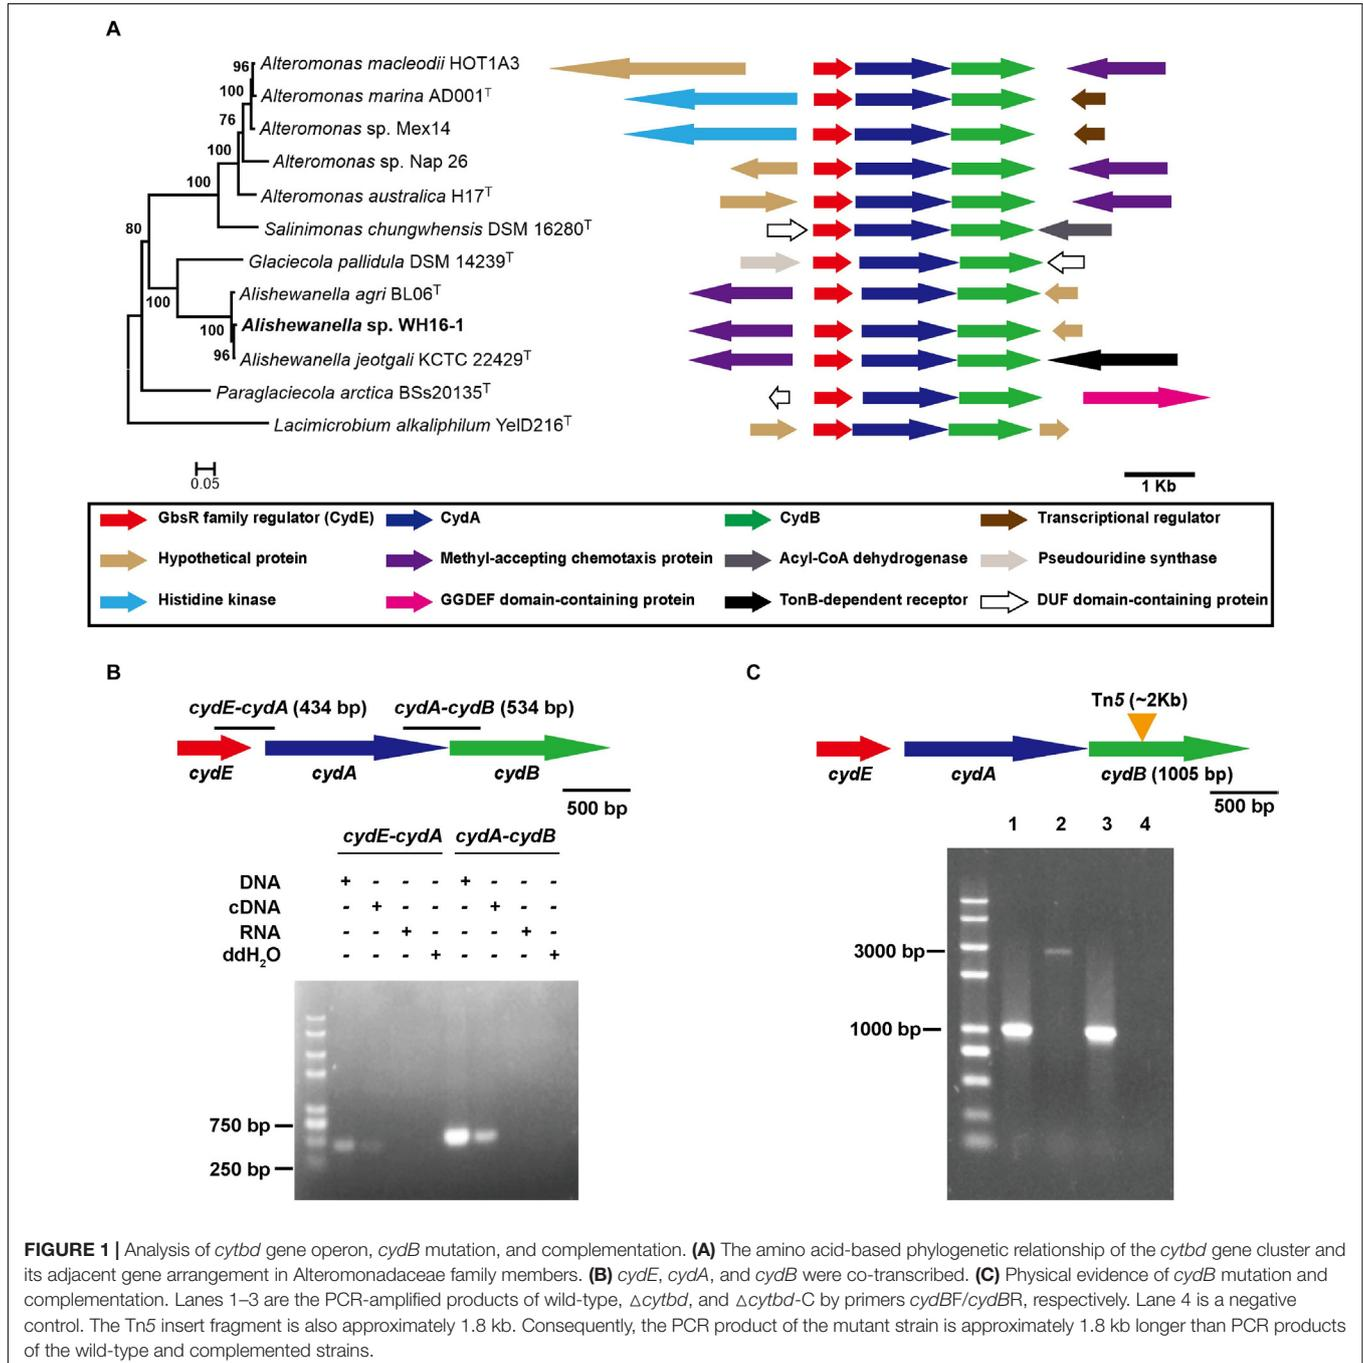 A
Alteromonas macleodii HOT1A3
Alteromonas marina AD001T
Alteromonas sp. Mex14
Alteromonas sp. Nap 26
Alteromonas australica H17T
Salinimonas chungwhensis DSM 16280T
Glaciecola pallidula DSM 14239T
Alishewanella agri BL06T
Alishewanella sp. WH16-1
Alishewanella jeotgali KCTC 22429T
Paraglaciecola arctica BSs20135T
Lacimicrobium alkaliphilum YelD216T
96
100
76
100
100
80
100
100
96
0.05
1 Kb
GbsR family regulator (CydE) CydA CydB Transcriptional regulator
Hypothetical protein Methyl-accepting chemotaxis protein Acyl-CoA dehydrogenase Pseudouridine synthase
Histidine kinase GGDEF domain-containing protein TonB-dependent receptor DUF domain-containing protein
B
cydE-cydA (434 bp) cydA-cydB (534 bp)
cydE cydA cydB
500 bp
cydE-cydA cydA-cydB
DNA + - - - + - - -
cDNA - + - - - + - -
RNA - - + - - - + -
ddH2O - - - + - - - +
750 bp
250 bp
C
Tn5 (~2Kb)
cydE cydA cydB (1005 bp)
500 bp
1 2 3 4
3000 bp
1000 bp
FIGURE 1 | Analysis of cytbd gene operon, cydB mutation, and complementation. (A) The amino acid-based phylogenetic relationship of the cytbd gene cluster and
its adjacent gene arrangement in Alteromonadaceae family members. (B) cydE, cydA, and cydB were co-transcribed. (C) Physical evidence of cydB mutation and
complementation. Lanes 1–3 are the PCR-amplified products of wild-type, △cytbd, and △cytbd-C by primers cydBF/cydBR, respectively. Lane 4 is a negative
control. The Tn5 insert fragment is also approximately 1.8 kb. Consequently, the PCR product of the mutant strain is approximately 1.8 kb longer than PCR products
of the wild-type and complemented strains.